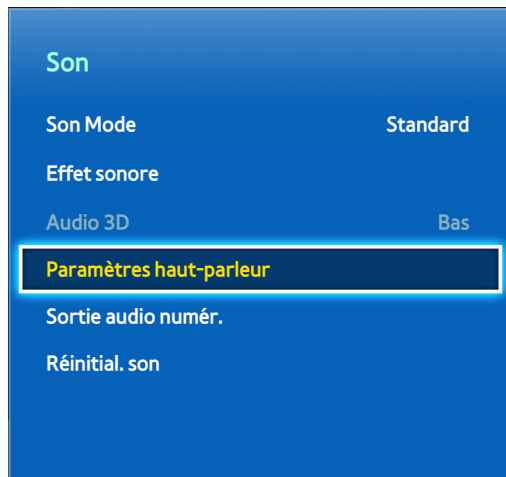 Son
Son Mode Standard
Effet sonore
Audio 3D Bas
Paramètres haut-parleur
Sortie audio numér.
Réinitial. son